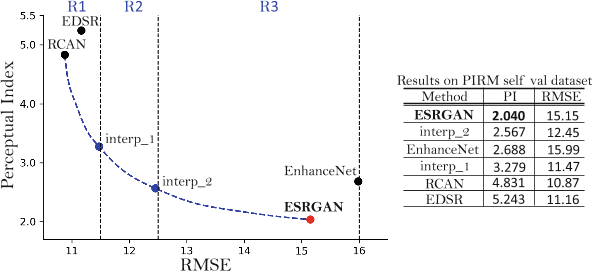 R1 R2 R3
5.5
EDSR
5.0
RCAN
4.0
interp_1
3.0
EnhanceNet
interp_2
ESRGAN
2.0
Perceptual Index
11 12 13 14 15 16
RMSE
Results on PIRM self val dataset
Method PI RMSE
ESRGAN 2.040 15.15
interp_2 2.567 12.45
EnhanceNet 2.688 15.99
interp_1 3.279 11.47
RCAN 4.831 10.87
EDSR 5.243 11.16